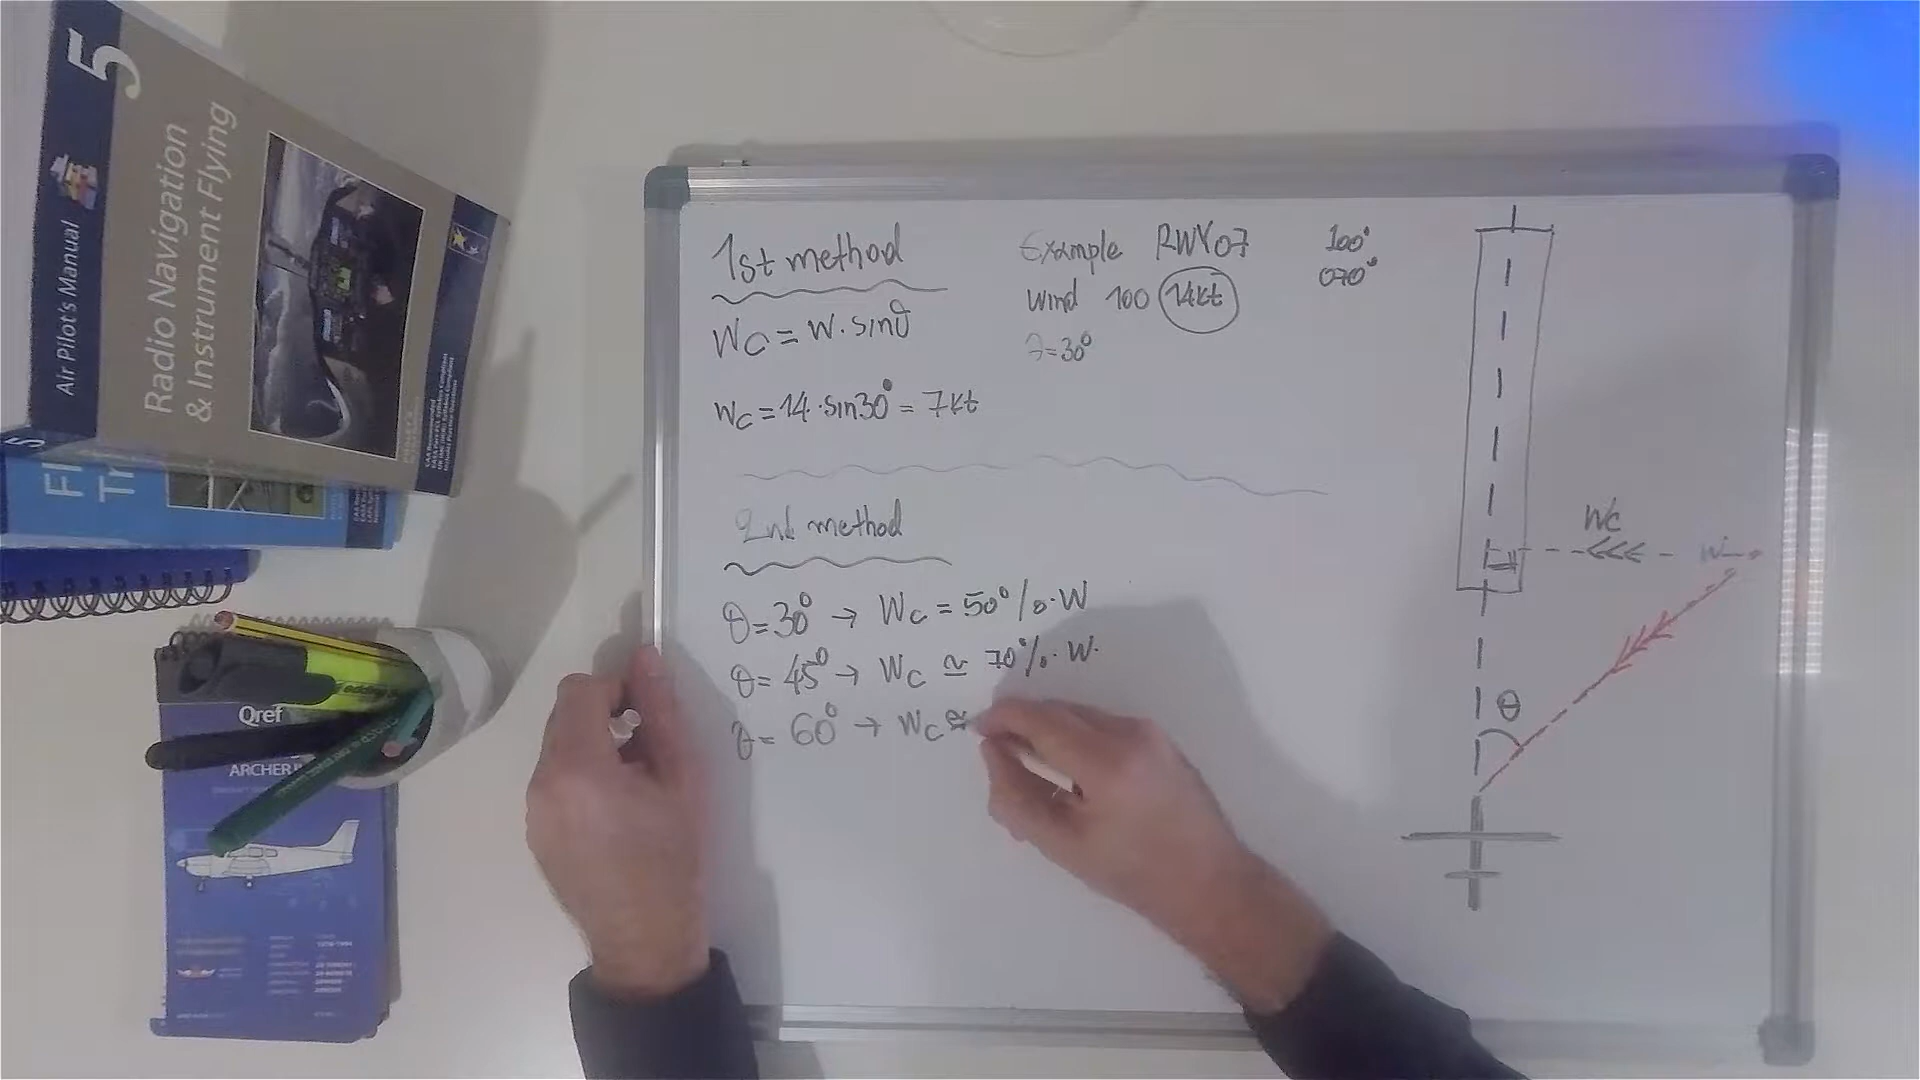 5
Air Pilot's Manual
Radio Navigation
& Instrument Flying
5
Qref
ARCHER
1st method
Wc = W. sinθ
Wc = 14.sin30° = 7kt
Example RWY07
Wind 100 14kt
θ=30°
100°
070°
2nd method
θ=30° → Wc = 50%.W
θ=45° → Wc ≃ 70%.W.
θ=60° → Wc ≈
Wc
W
θ